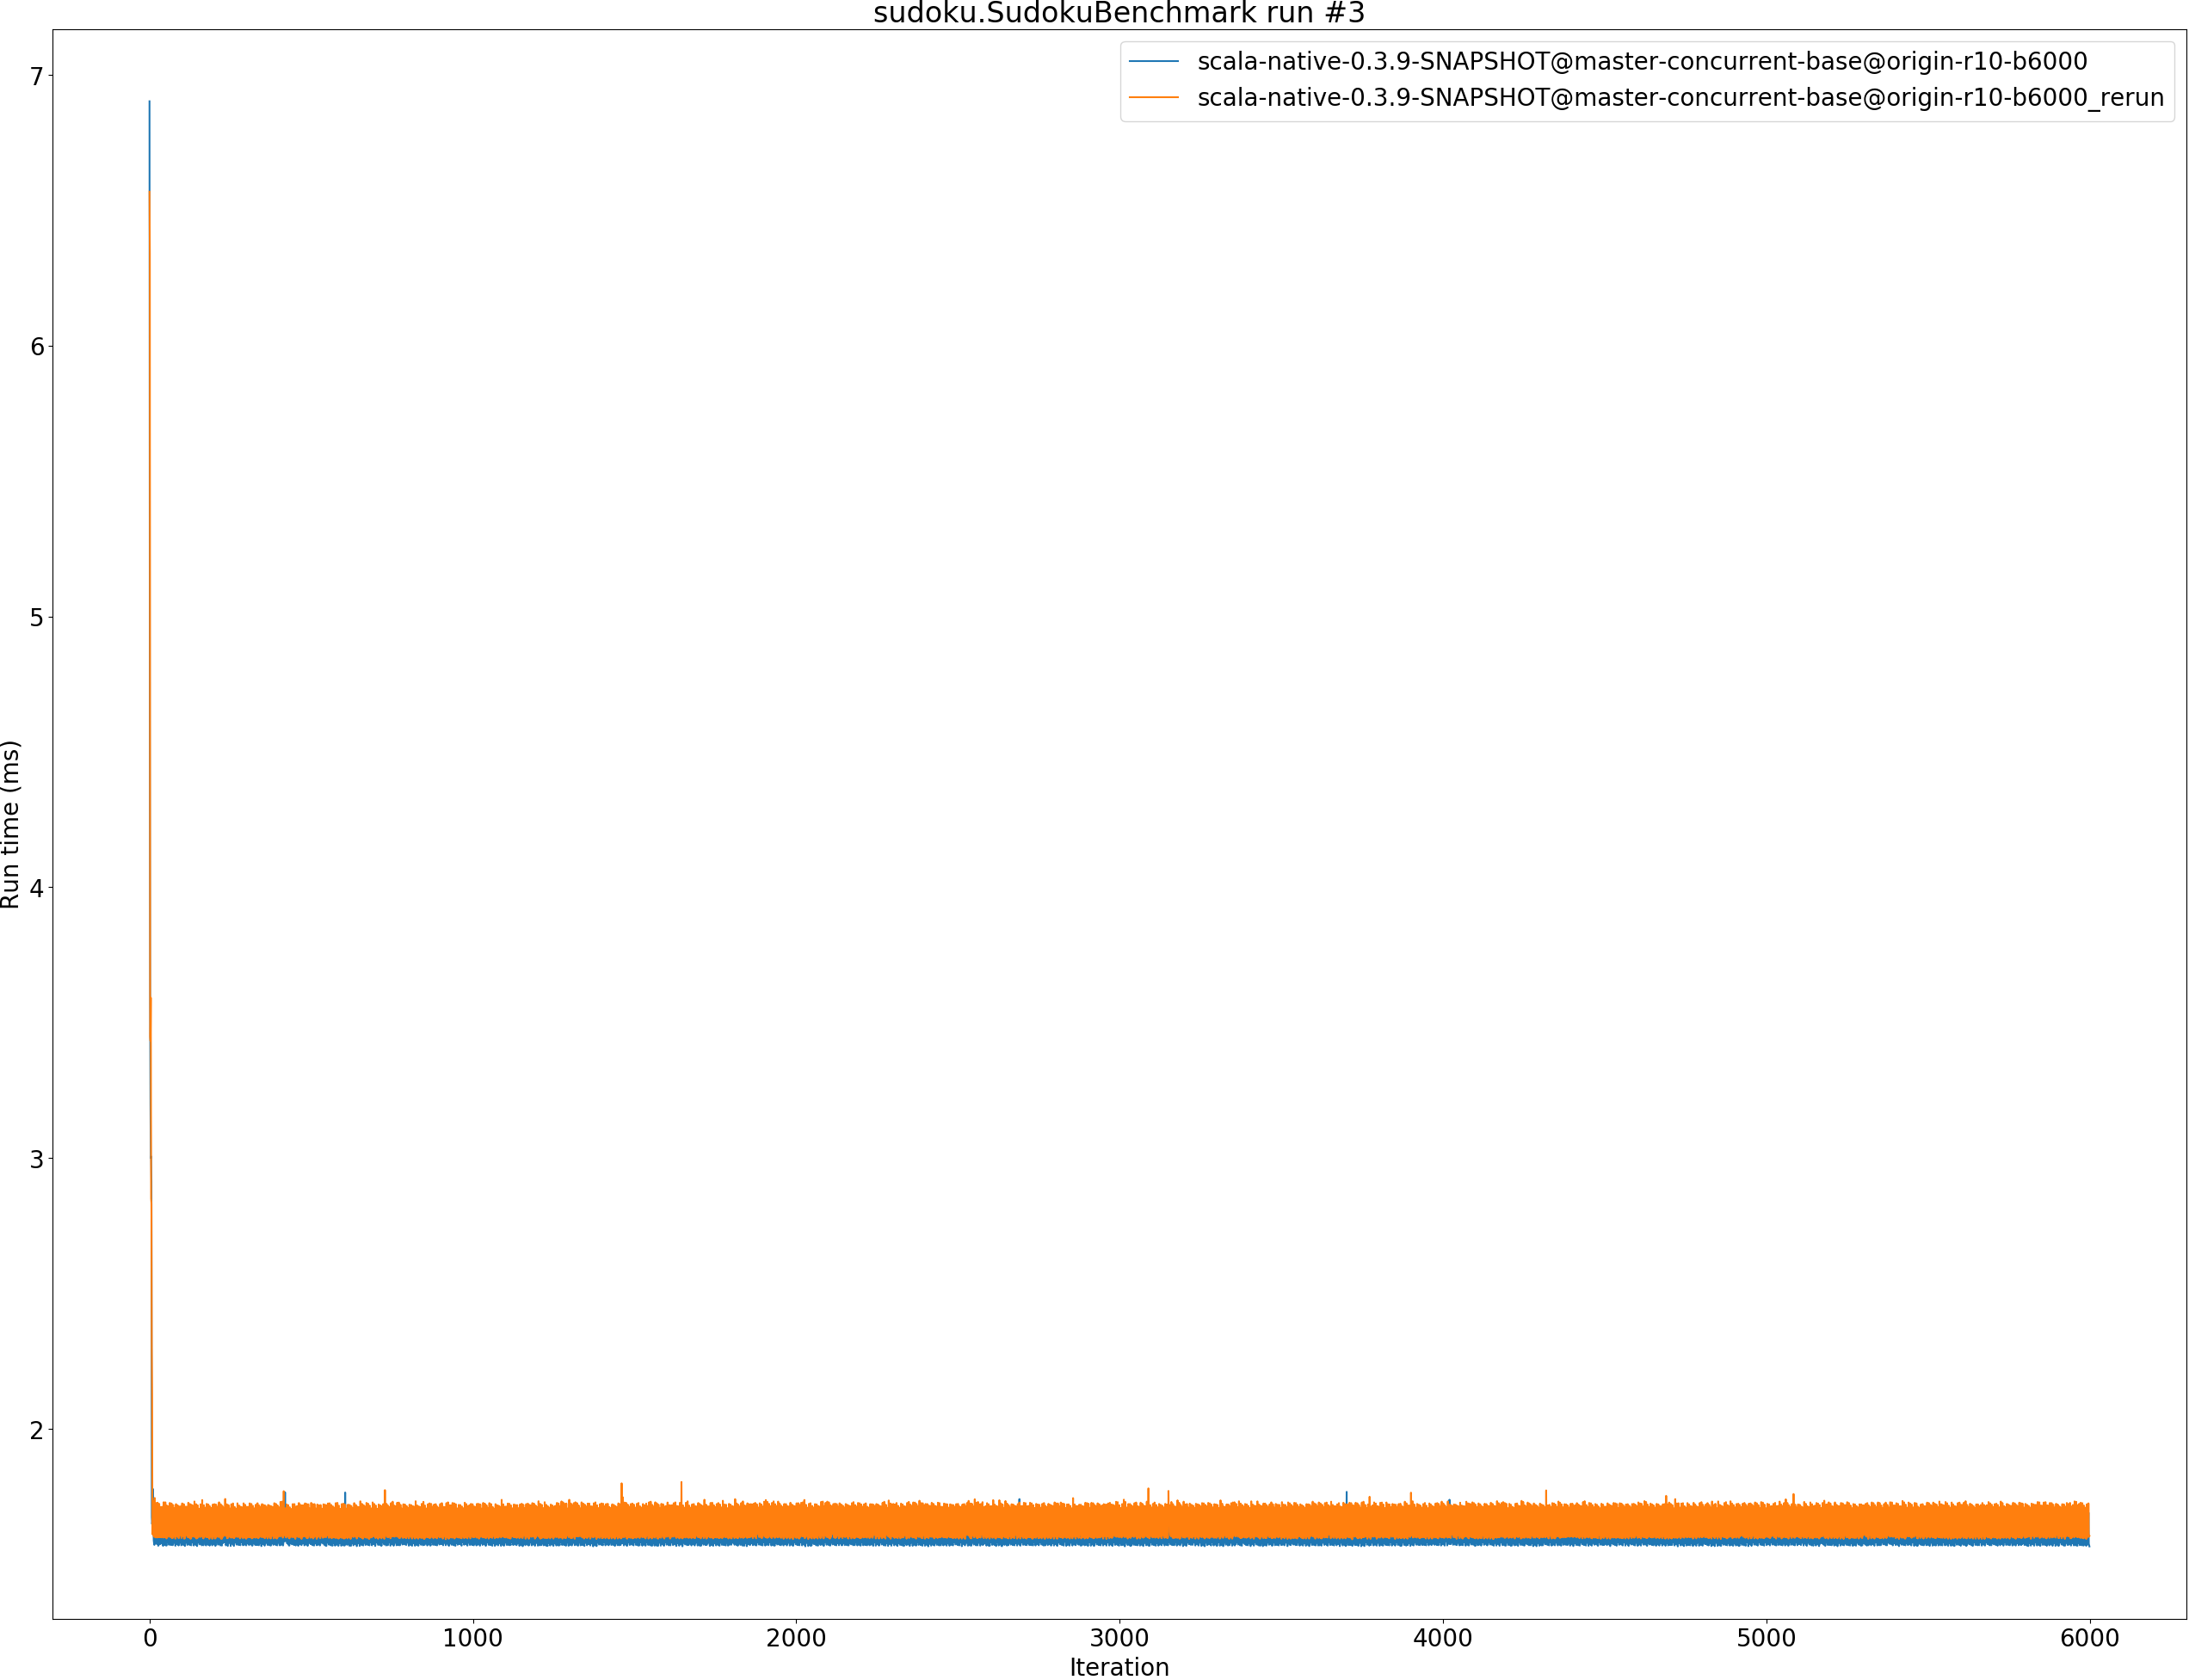 sudoku.SudokuBenchmark run #3
scala-native-0.3.9-SNAPSHOT@master-concurrent-base@origin-r10-b6000
scala-native-0.3.9-SNAPSHOT@master-concurrent-base@origin-r10-b6000_rerun
7
6
5
4
3
2
Run time (ms)
0 1000 2000 3000 4000 5000 6000
Iteration